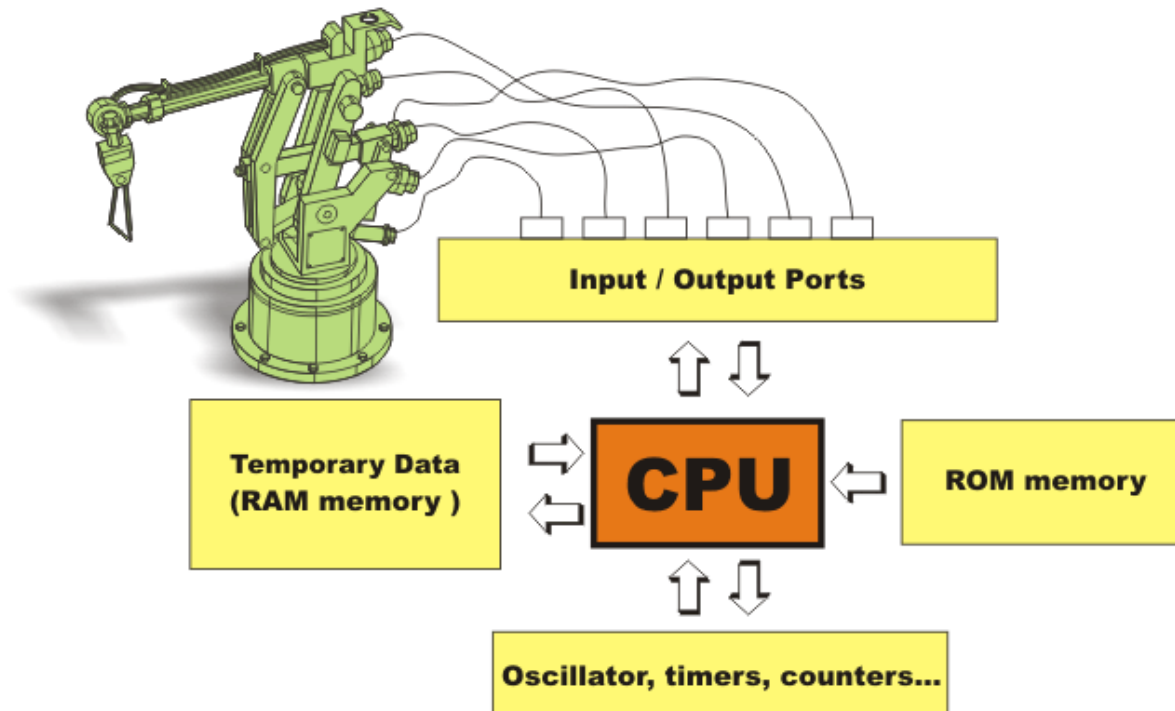 Input / Output Ports
Temporary Data
(RAM memory )
CPU
ROM memory
Oscillator, timers, counters...